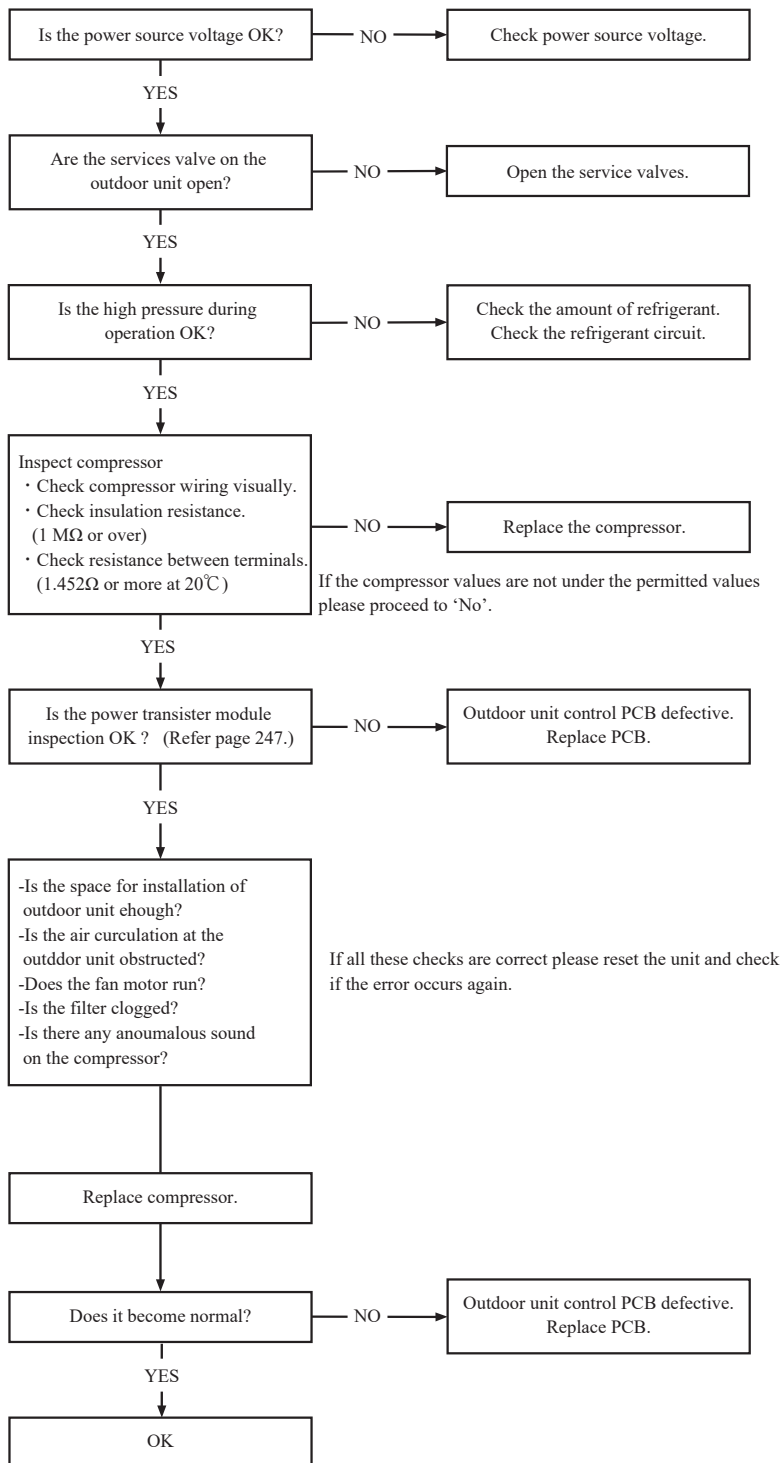 Is the power source voltage OK?
NO
Check power source voltage.
YES
Are the services valve on the
outdoor unit open?
NO
Open the service valves.
YES
Is the high pressure during
operation OK?
NO
Check the amount of refrigerant.
Check the refrigerant circuit.
YES
Inspect compressor
・Check compressor wiring visually.
・Check insulation resistance.
(1 MΩ or over)
・Check resistance between terminals.
(1.452Ω or more at 20℃)
NO
Replace the compressor.
If the compressor values are not under the permitted values
please proceed to ‘No’.
YES
Is the power transister module
inspection OK ? (Refer page 247.)
NO
Outdoor unit control PCB defective.
Replace PCB.
YES
-Is the space for installation of
outdoor unit ehough?
-Is the air curculation at the
outddor unit obstructed?
-Does the fan motor run?
-Is the filter clogged?
-Is there any anoumalous sound
on the compressor?
If all these checks are correct please reset the unit and check
if the error occurs again.
Replace compressor.
Does it become normal?
NO
Outdoor unit control PCB defective.
Replace PCB.
YES
OK